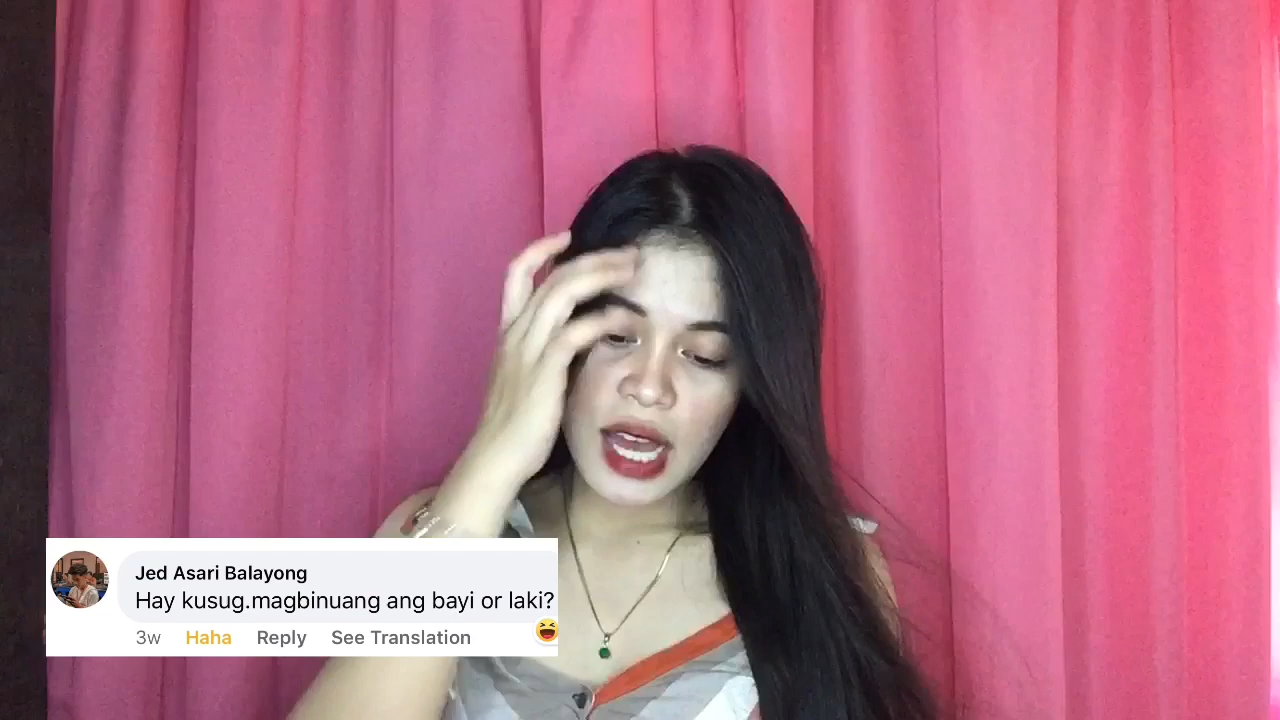 Jed Asari Balayong
Hay kusug.magbinuang ang bayi or laki?
3w Haha Reply See Translation